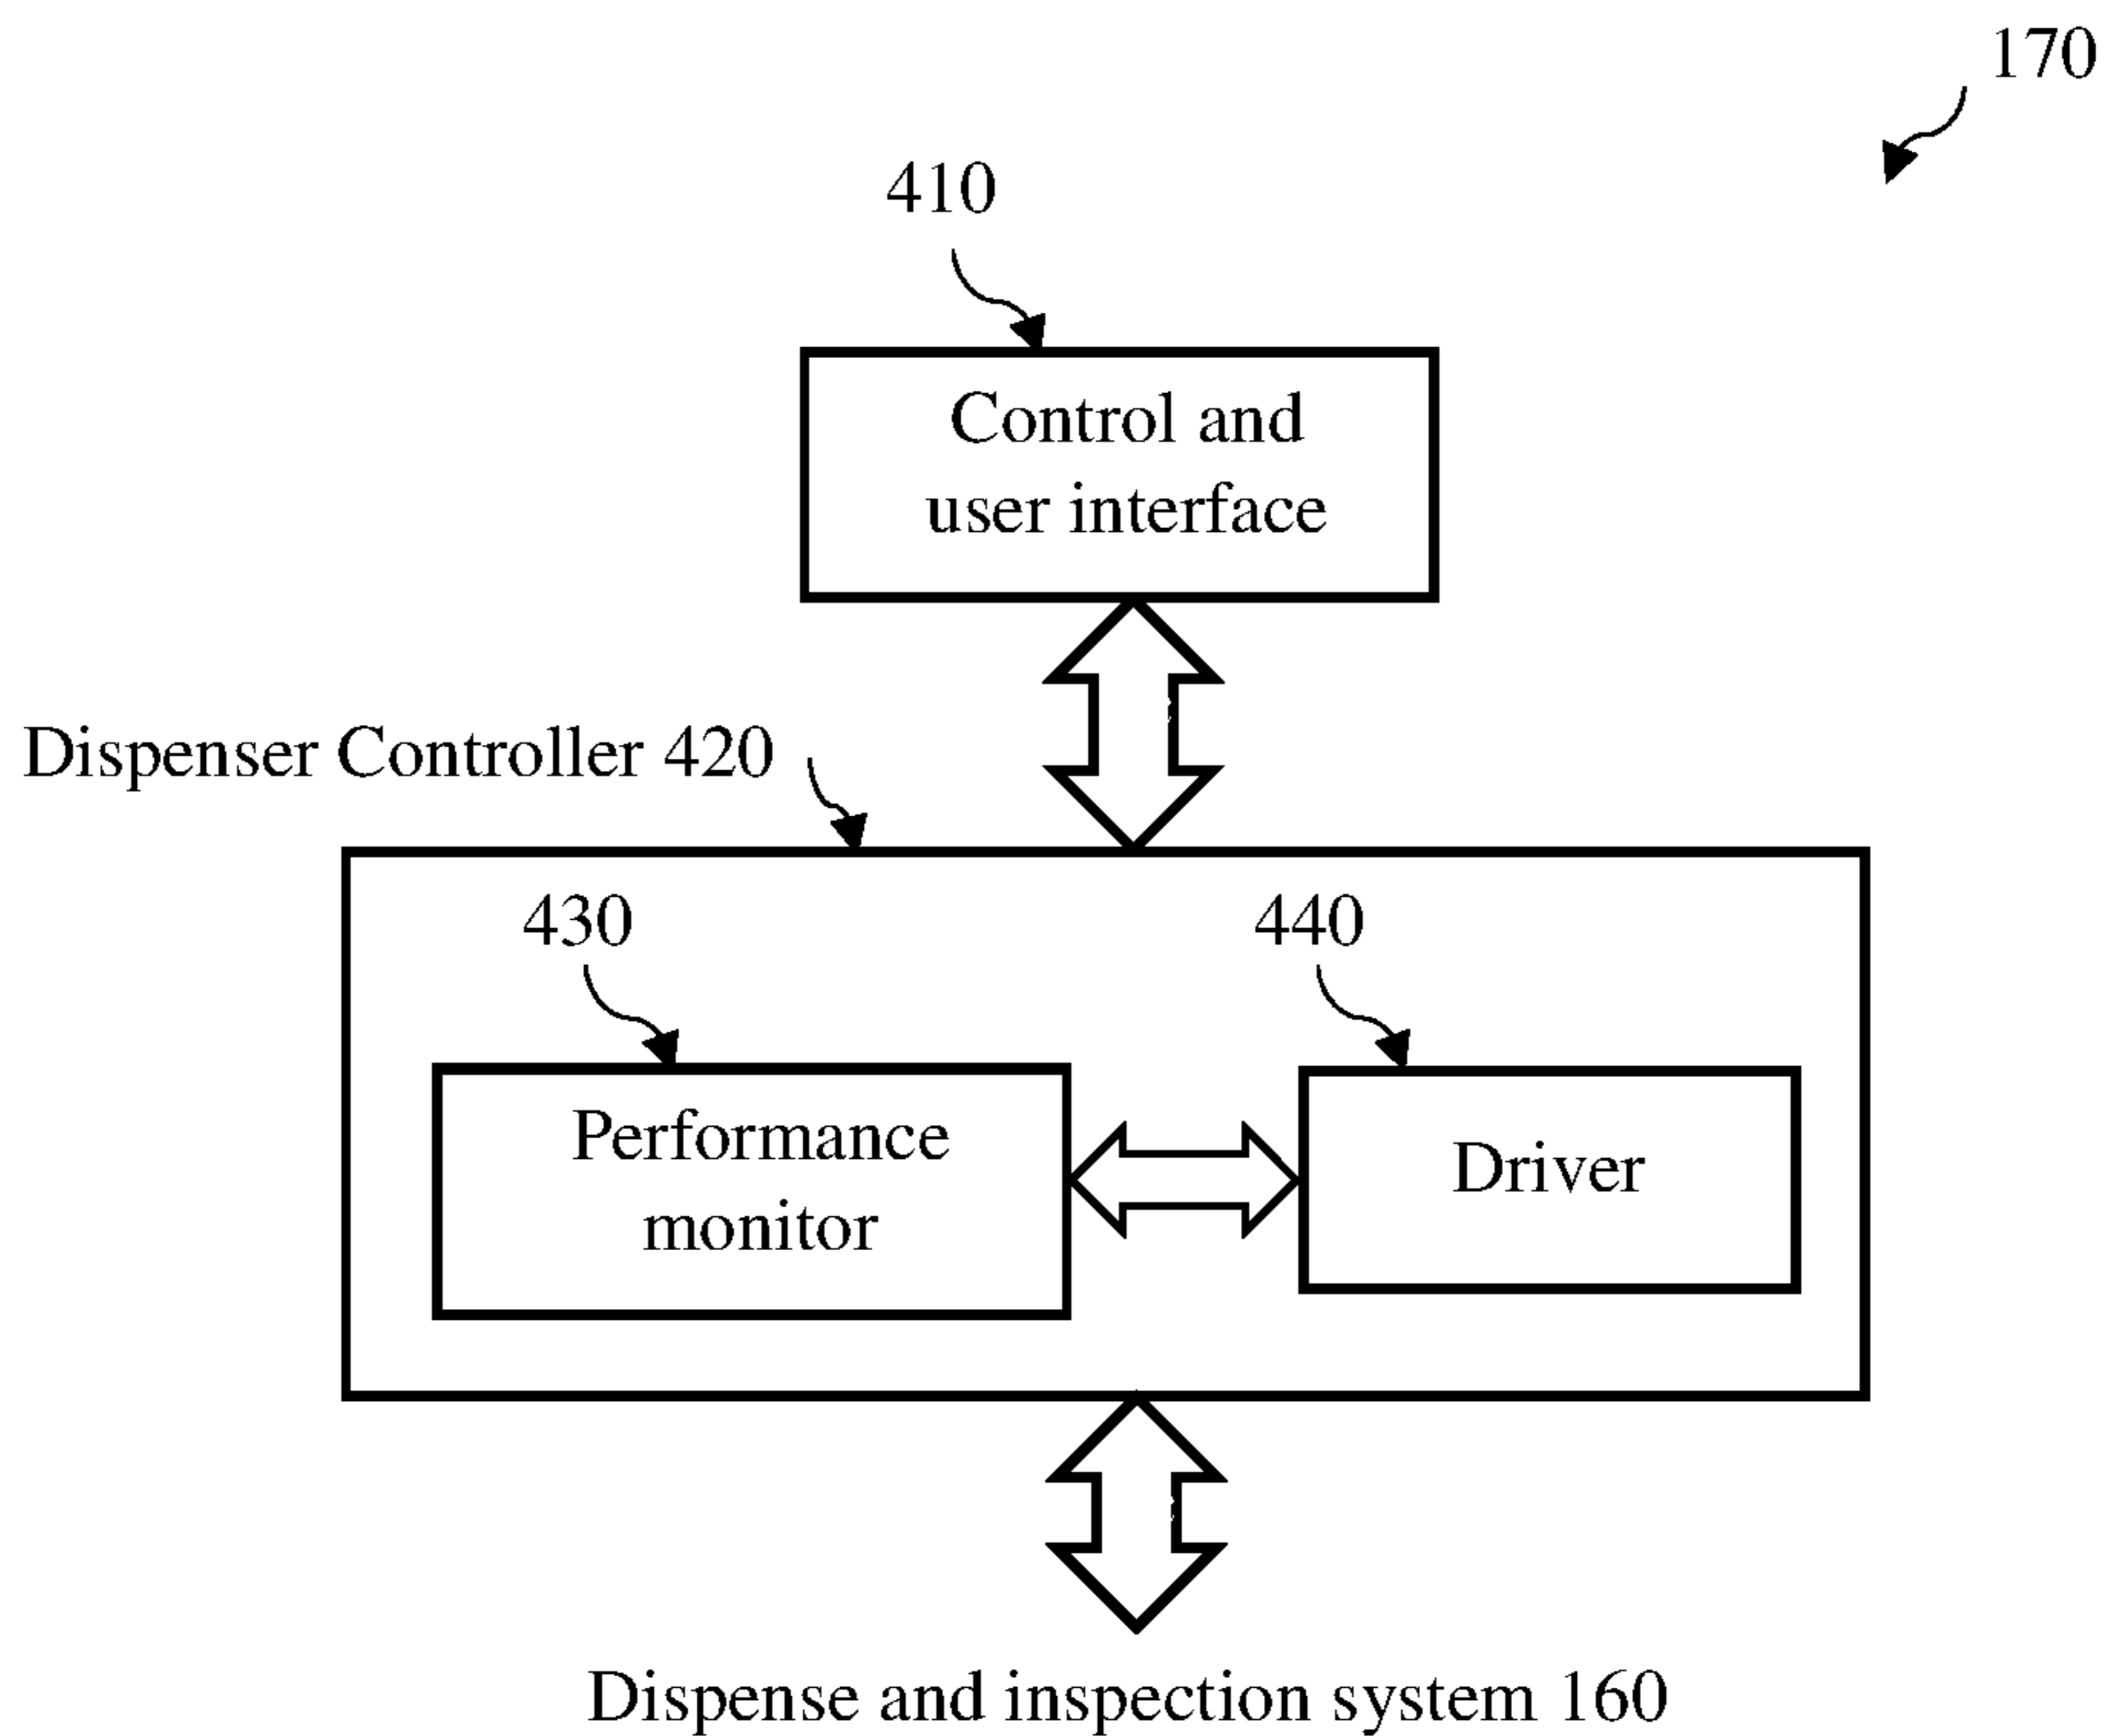 170
410
Control and
user interface
Dispenser Controller 420
430
440
Performance
monitor
Driver
Dispense and inspection system 160